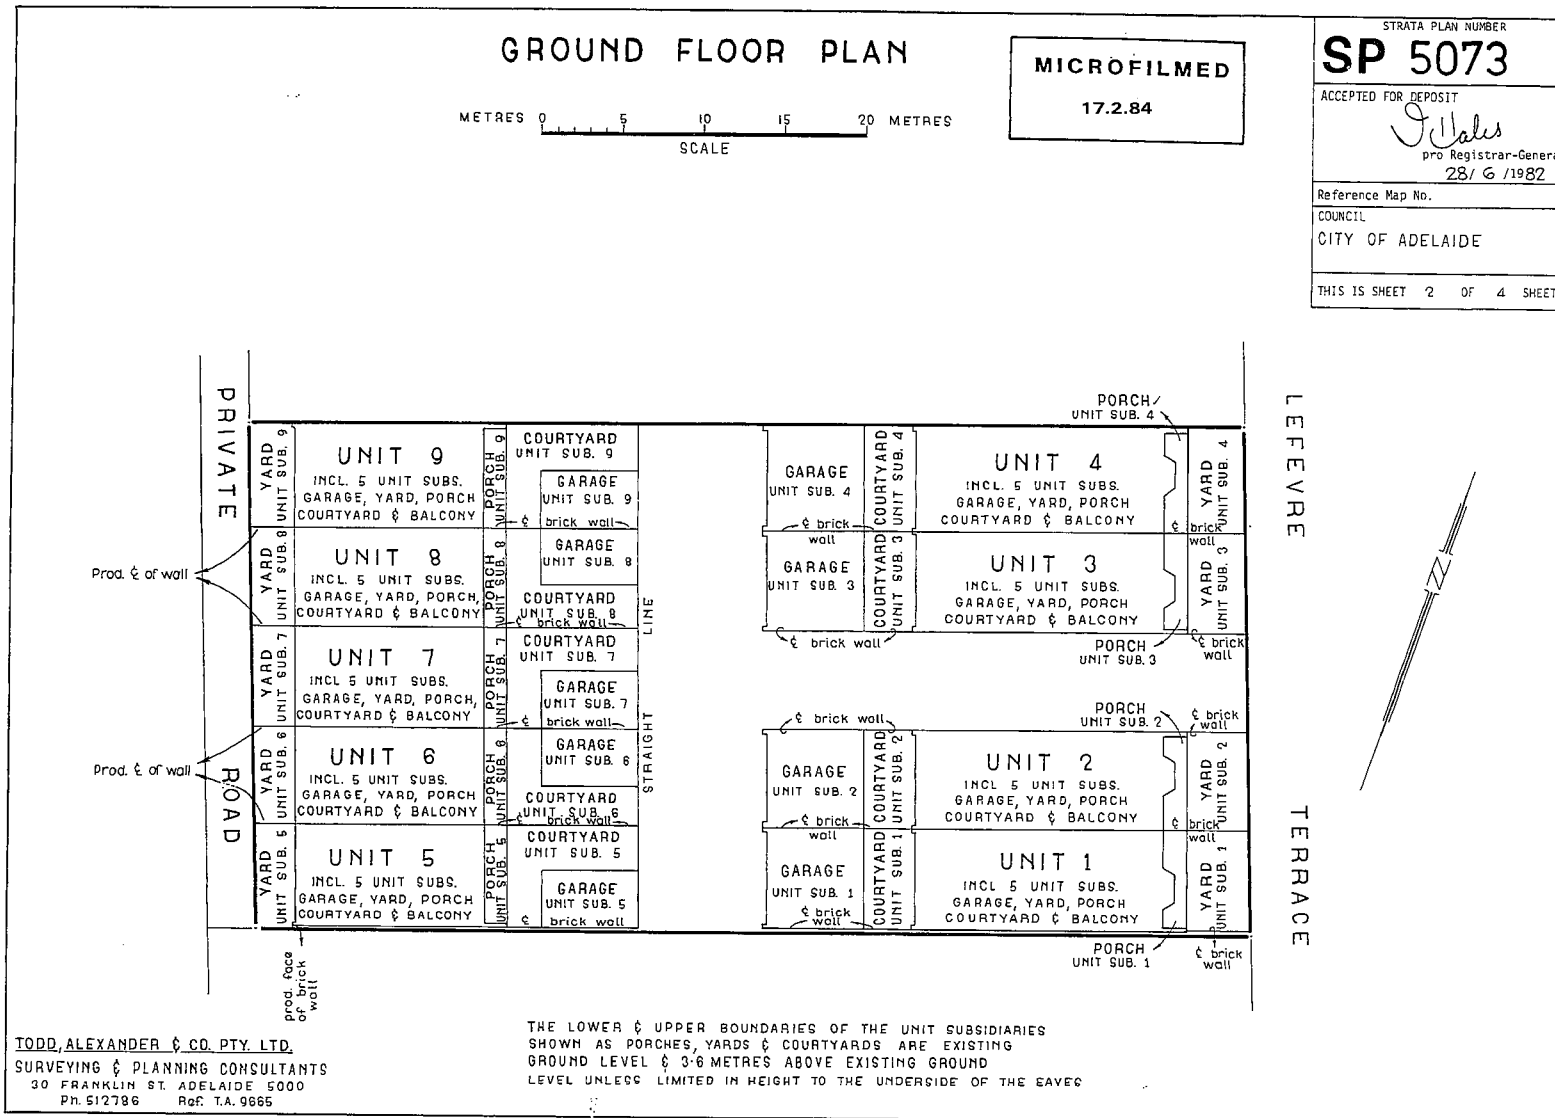 GROUND FLOOR PLAN
METRES 0 5 10 15 20 METRES
SCALE
MICROFILMED
17.2.84
STRATA PLAN NUMBER
SP 5073
ACCEPTED FOR DEPOSIT
pro Registrar-Genera
28/6/1982
Reference Map No.
COUNCIL
CITY OF ADELAIDE
THIS IS SHEET 2 OF 4 SHEET
PRIVATE
ROAD
LEFEVRE
TERRACE
YARD
UNIT SUB. 9
UNIT 9
INCL. 5 UNIT SUBS.
GARAGE, YARD, PORCH
COURTYARD & BALCONY
PORCH
UNIT SUB. 9
COURTYARD
UNIT SUB. 9
GARAGE
UNIT SUB. 9
℄ brick wall
YARD
UNIT SUB. 8
UNIT 8
INCL. 5 UNIT SUBS.
GARAGE, YARD, PORCH,
COURTYARD & BALCONY
PORCH
UNIT SUB. 8
GARAGE
UNIT SUB. 8
COURTYARD
UNIT SUB. 8
℄ brick wall
Prod. ℄ of wall
YARD
UNIT SUB. 7
UNIT 7
INCL 5 UNIT SUBS.
GARAGE, YARD, PORCH,
COURTYARD & BALCONY
PORCH
UNIT SUB. 7
COURTYARD
UNIT SUB. 7
GARAGE
UNIT SUB. 7
℄ brick wall
YARD
UNIT SUB. 6
UNIT 6
INCL. 5 UNIT SUBS.
GARAGE, YARD, PORCH
COURTYARD & BALCONY
PORCH
UNIT SUB. 6
GARAGE
UNIT SUB. 6
COURTYARD
UNIT SUB. 6
℄ brick wall
Prod. ℄ of wall
YARD
UNIT SUB. 5
UNIT 5
INCL. 5 UNIT SUBS.
GARAGE, YARD, PORCH
COURTYARD & BALCONY
PORCH
UNIT SUB. 5
COURTYARD
UNIT SUB. 5
GARAGE
UNIT SUB. 5
℄ brick wall
prod. face
of brick
wall
STRAIGHT
LINE
PORCH
UNIT SUB. 4
GARAGE
UNIT SUB. 4
COURTYARD
UNIT SUB. 4
UNIT 4
INCL. 5 UNIT SUBS.
GARAGE, YARD, PORCH
COURTYARD & BALCONY
YARD
UNIT SUB. 4
℄ brick
wall
℄ brick
wall
GARAGE
UNIT SUB. 3
COURTYARD
UNIT SUB. 3
UNIT 3
INCL. 5 UNIT SUBS.
GARAGE, YARD, PORCH
COURTYARD & BALCONY
YARD
UNIT SUB. 3
℄ brick wall
PORCH
UNIT SUB. 3
℄ brick
wall
℄ brick wall
PORCH
UNIT SUB. 2
℄ brick
wall
GARAGE
UNIT SUB. 2
COURTYARD
UNIT SUB. 2
UNIT 2
INCL 5 UNIT SUBS.
GARAGE, YARD, PORCH
COURTYARD & BALCONY
YARD
UNIT SUB. 2
℄ brick
wall
℄ brick
wall
GARAGE
UNIT SUB. 1
COURTYARD
UNIT SUB. 1
UNIT 1
INCL 5 UNIT SUBS.
GARAGE, YARD, PORCH
COURTYARD & BALCONY
YARD
UNIT SUB. 1
℄ brick
wall
PORCH
UNIT SUB. 1
℄ brick
wall
N
TODD, ALEXANDER & CO. PTY. LTD.
SURVEYING & PLANNING CONSULTANTS
30 FRANKLIN ST. ADELAIDE 5000
Ph. 512786 Ref. T.A. 9665
THE LOWER & UPPER BOUNDARIES OF THE UNIT SUBSIDIARIES
SHOWN AS PORCHES, YARDS & COURTYARDS ARE EXISTING
GROUND LEVEL & 3·6 METRES ABOVE EXISTING GROUND
LEVEL UNLESS LIMITED IN HEIGHT TO THE UNDERSIDE OF THE EAVES